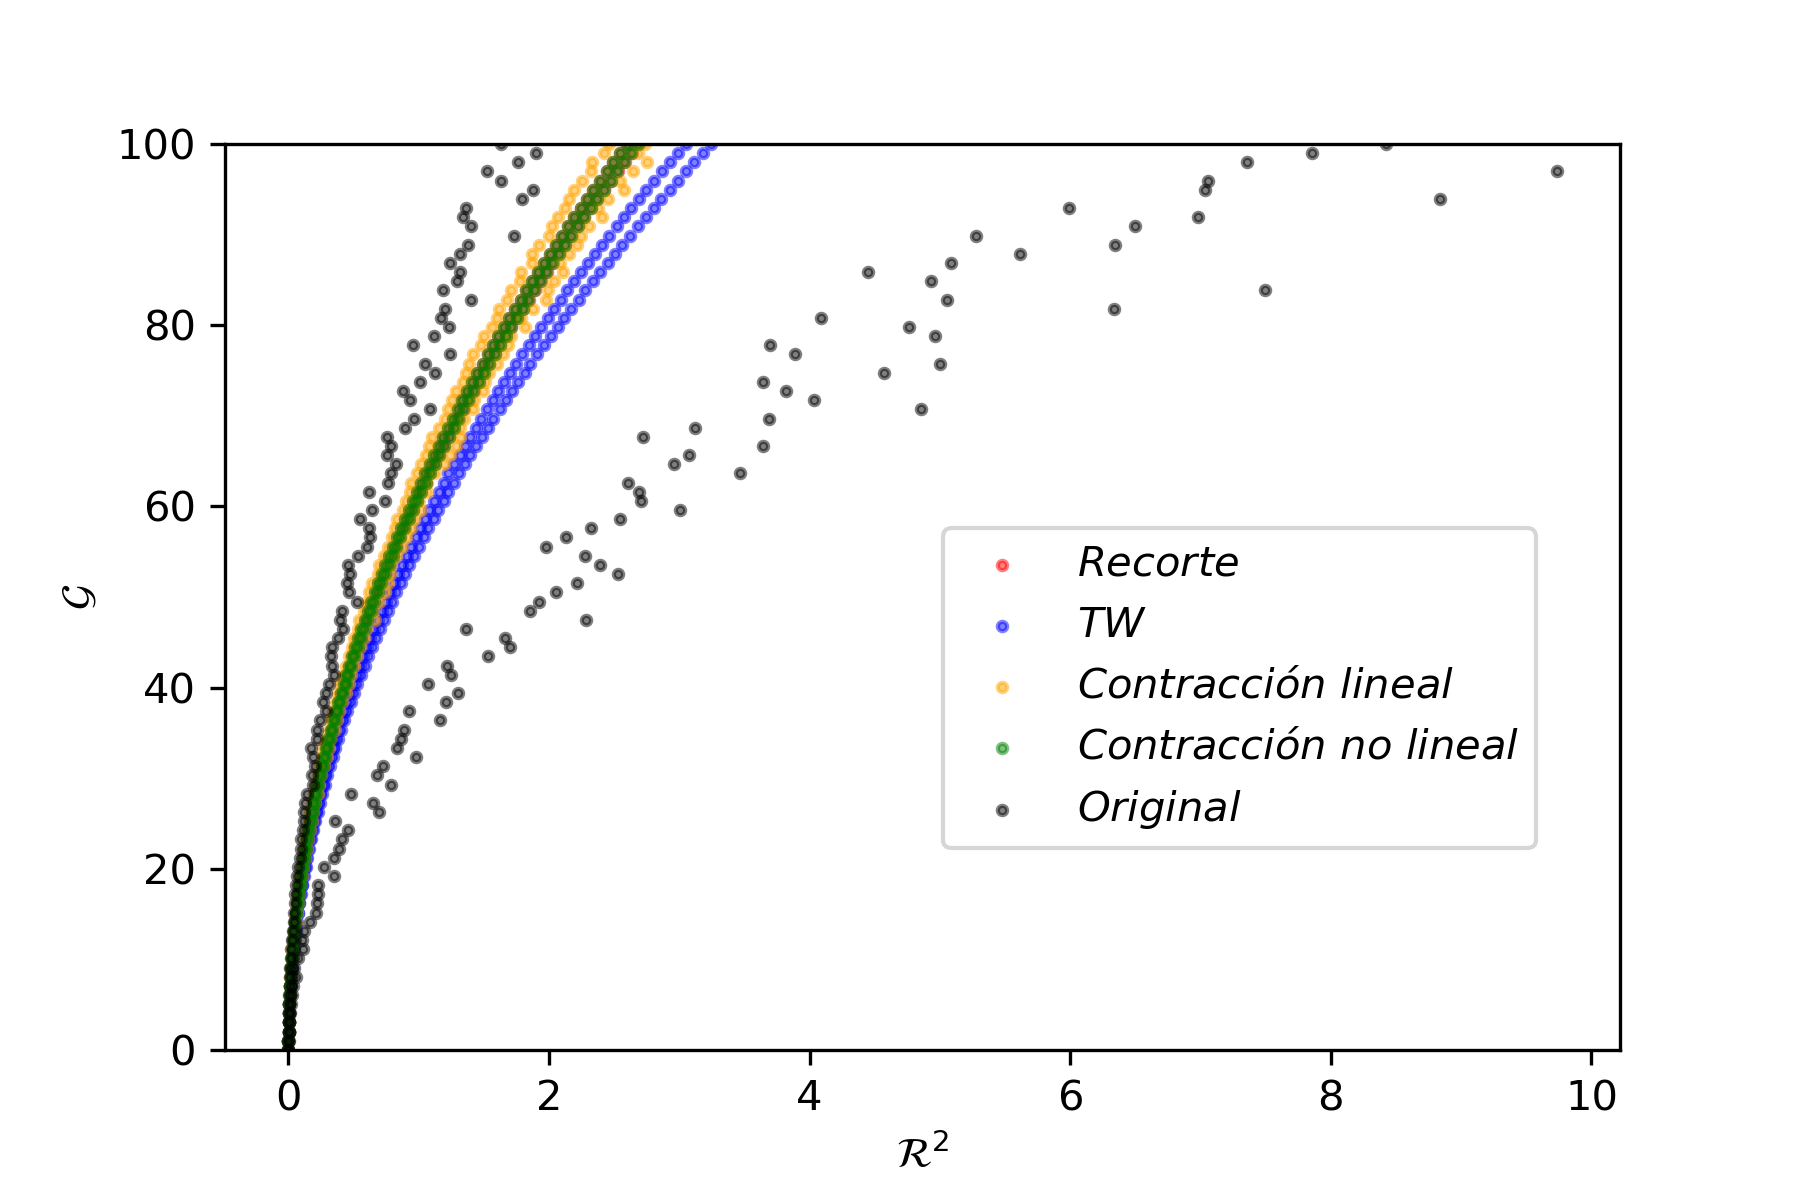 100
80
60
40
20
0
𝒢
0 2 4 6 8 10
ℛ²
Recorte
TW
Contracción lineal
Contracción no lineal
Original